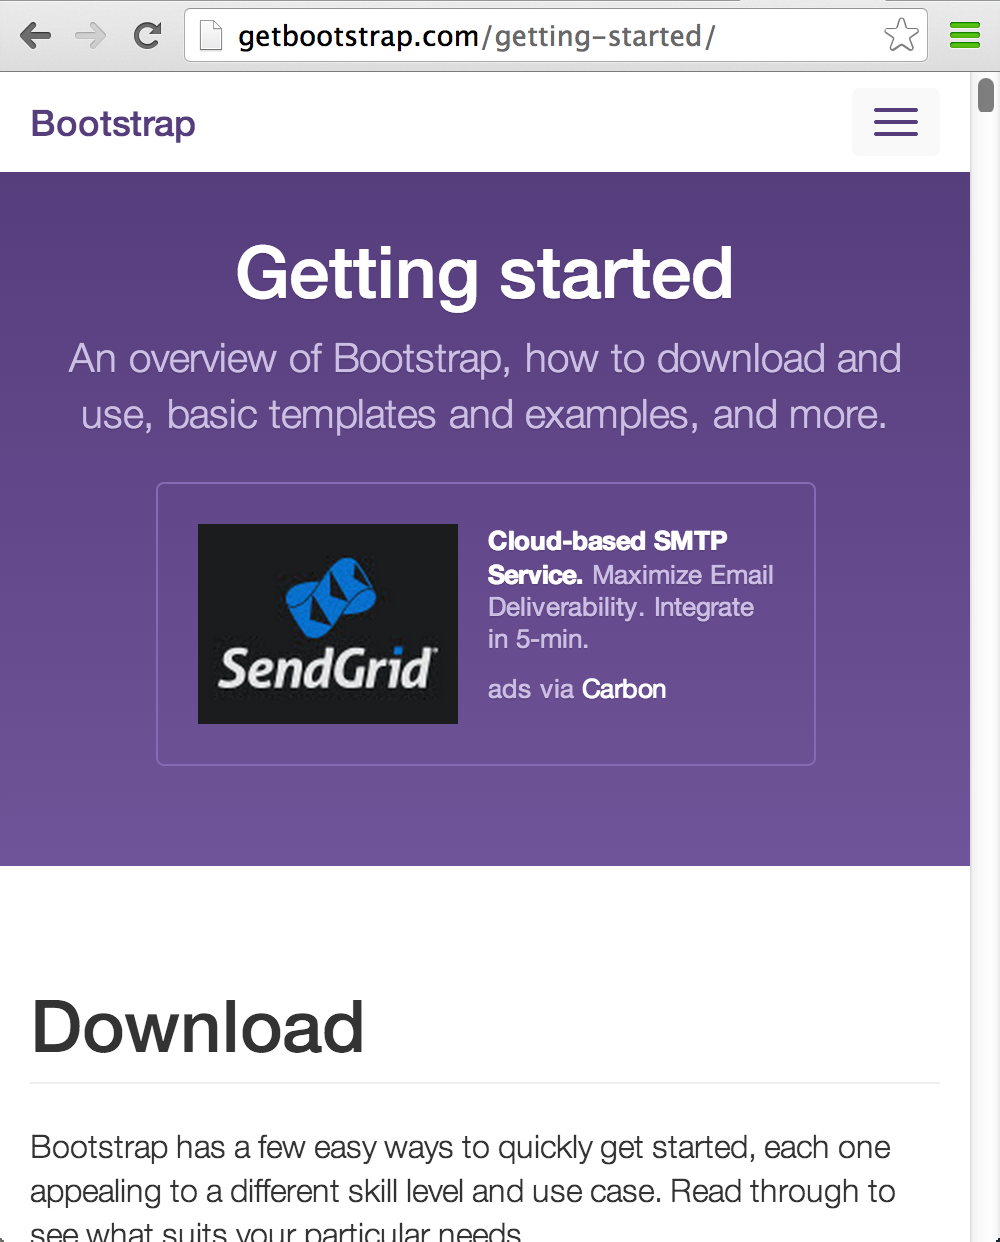 getbootstrap.com/getting-started/
Bootstrap
Getting started
An overview of Bootstrap, how to download and
use, basic templates and examples, and more.
SendGrid
Cloud-based SMTP
Service. Maximize Email
Deliverability. Integrate
in 5-min.
ads via Carbon
Download
Bootstrap has a few easy ways to quickly get started, each one
appealing to a different skill level and use case. Read through to
see what suits your particular needs.